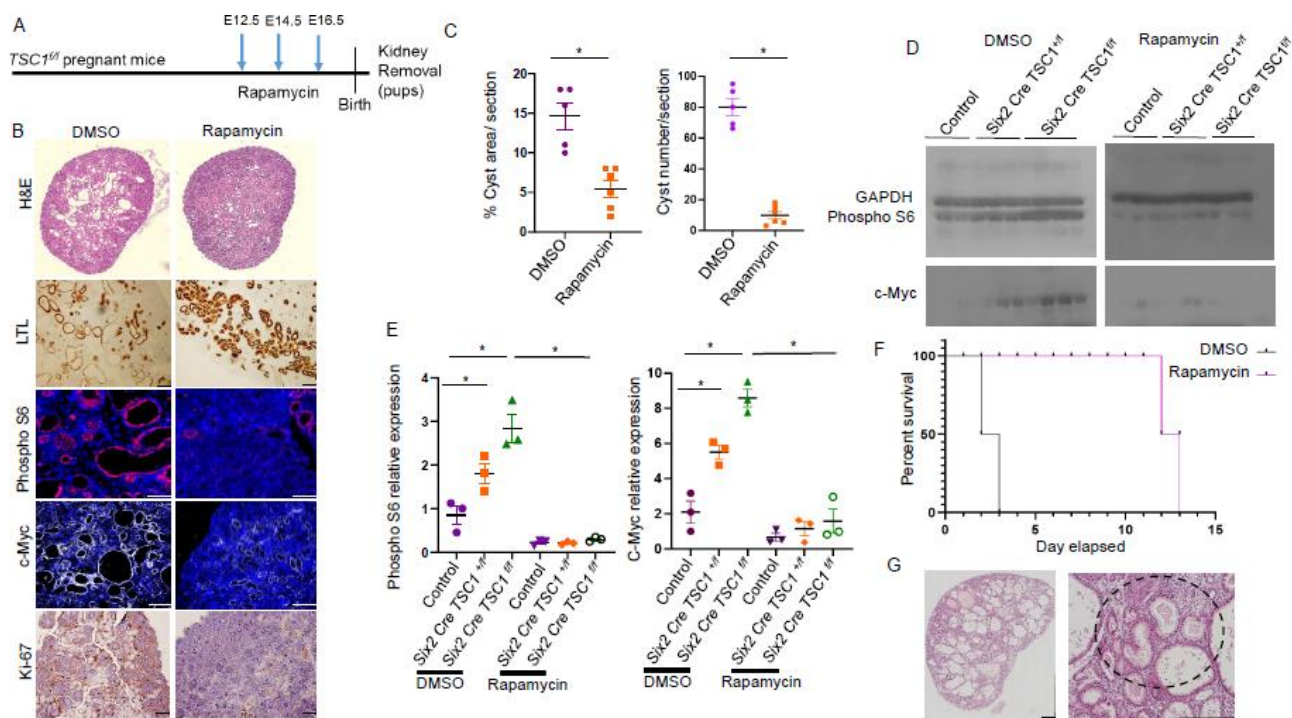 A
E12.5 E14.5 E16.5
TSC1f/f pregnant mice
Rapamycin
Birth
Kidney
Removal
(pups)
B
DMSO Rapamycin
H&E
LTL
Phospho S6
c-Myc
Ki-67
C
*
% Cyst area/ section
20
15
10
5
0
DMSO
Rapamycin
*
Cyst number/section
100
80
60
40
20
0
DMSO
Rapamycin
D
DMSO Rapamycin
Control
Six2 Cre TSC1+/f
Six2 Cre TSC1f/f
Control
Six2 Cre TSC1+/f
Six2 Cre TSC1f/f
GAPDH
Phospho S6
c-Myc
E
* * *
Phospho S6 relative expression
4
3
2
1
0
Control
Six2 Cre TSC1+/f
Six2 Cre TSC1f/f
Control
Six2 Cre TSC1+/f
Six2 Cre TSC1f/f
DMSO Rapamycin
* * *
C-Myc relative expression
10
8
6
4
2
0
Control
Six2 Cre TSC1+/f
Six2 Cre TSC1f/f
Control
Six2 Cre TSC1+/f
Six2 Cre TSC1f/f
DMSO Rapamycin
F
DMSO
Rapamycin
Percent survival
100
50
0
0 5 10 15
Day elapsed
G